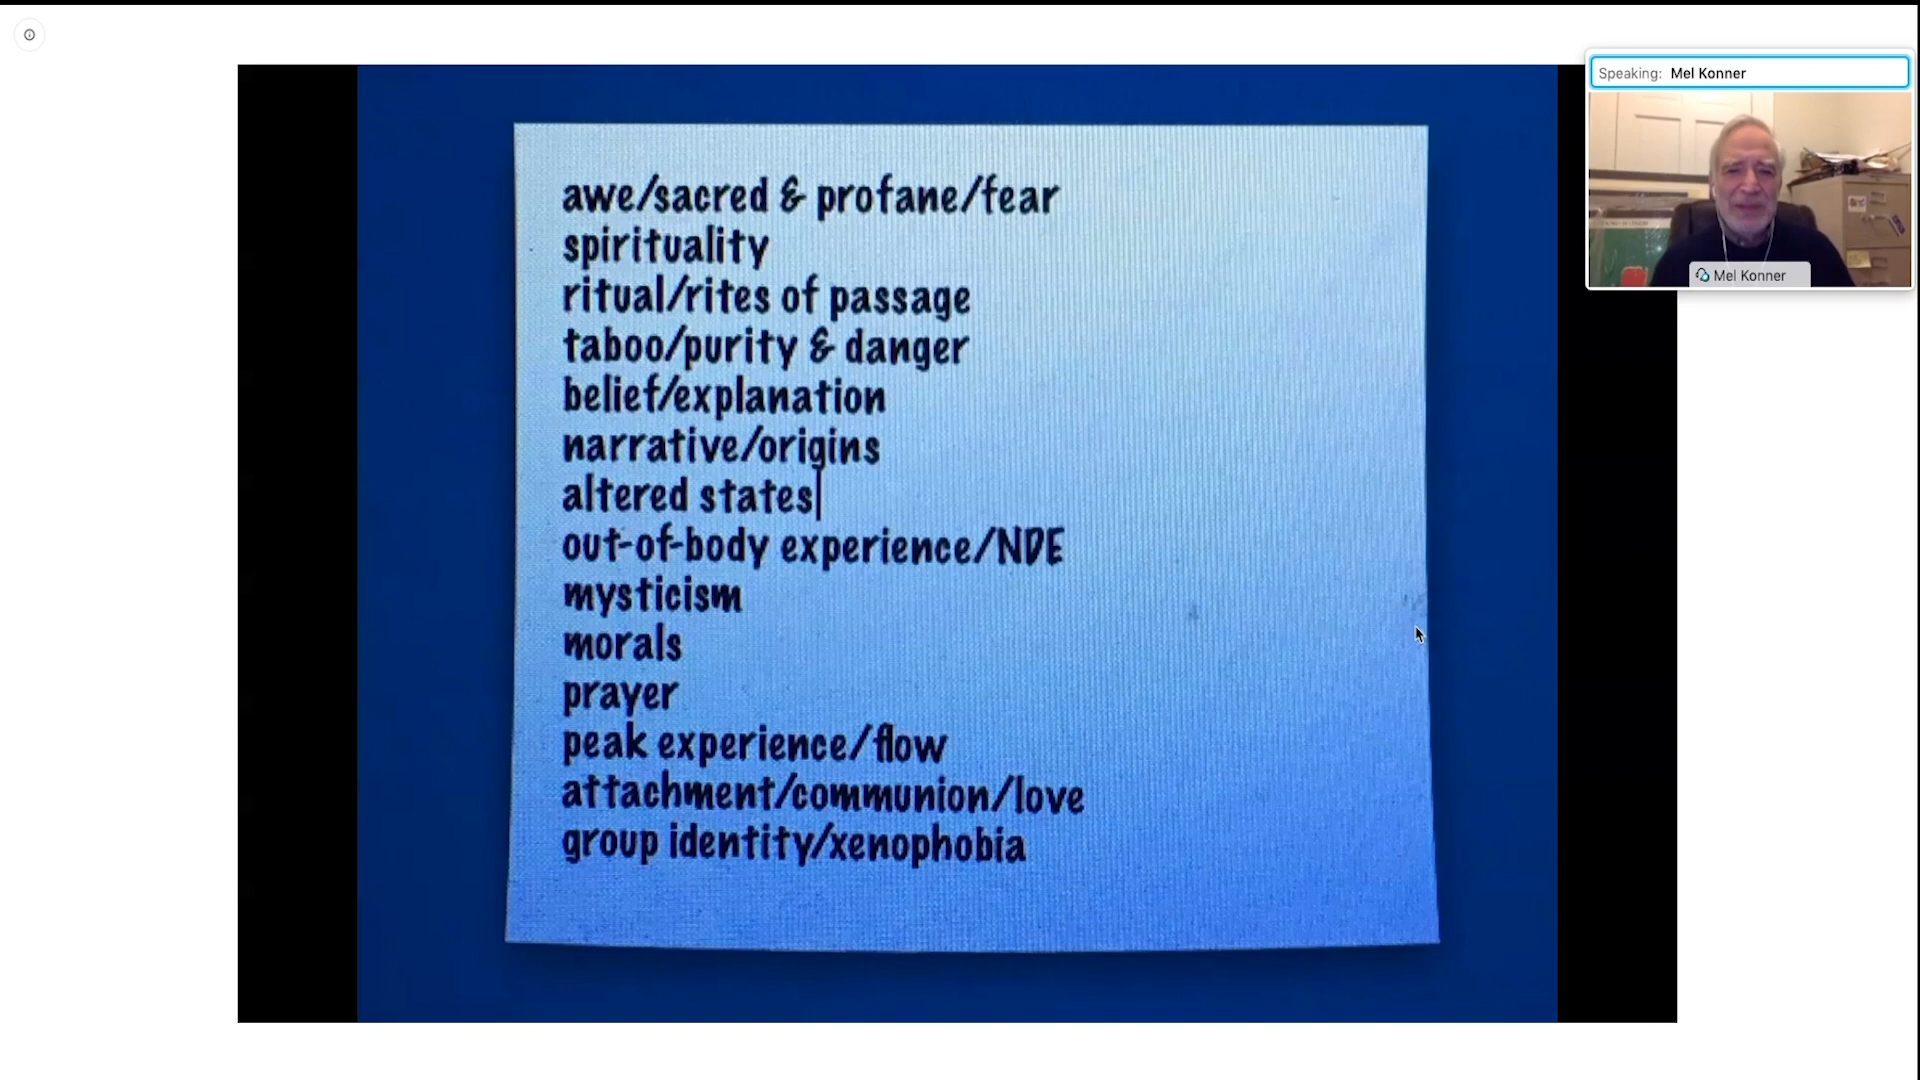 Speaking: Mel Konner
Mel Konner
awe/sacred & profane/fear
spirituality
ritual/rites of passage
taboo/purity & danger
belief/explanation
narrative/origins
altered states
out-of-body experience/NDE
mysticism
morals
prayer
peak experience/flow
attachment/communion/love
group identity/xenophobia